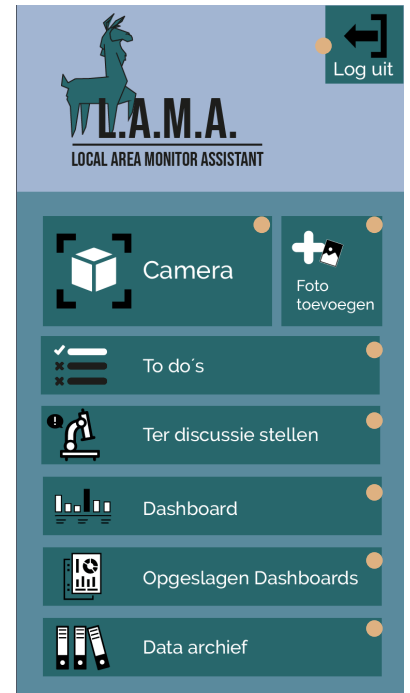 Log uit
L.A.M.A.
LOCAL AREA MONITOR ASSISTANT
Camera
Foto
toevoegen
To do´s
!
Ter discussie stellen
Dashboard
Opgeslagen Dashboards
Data archief